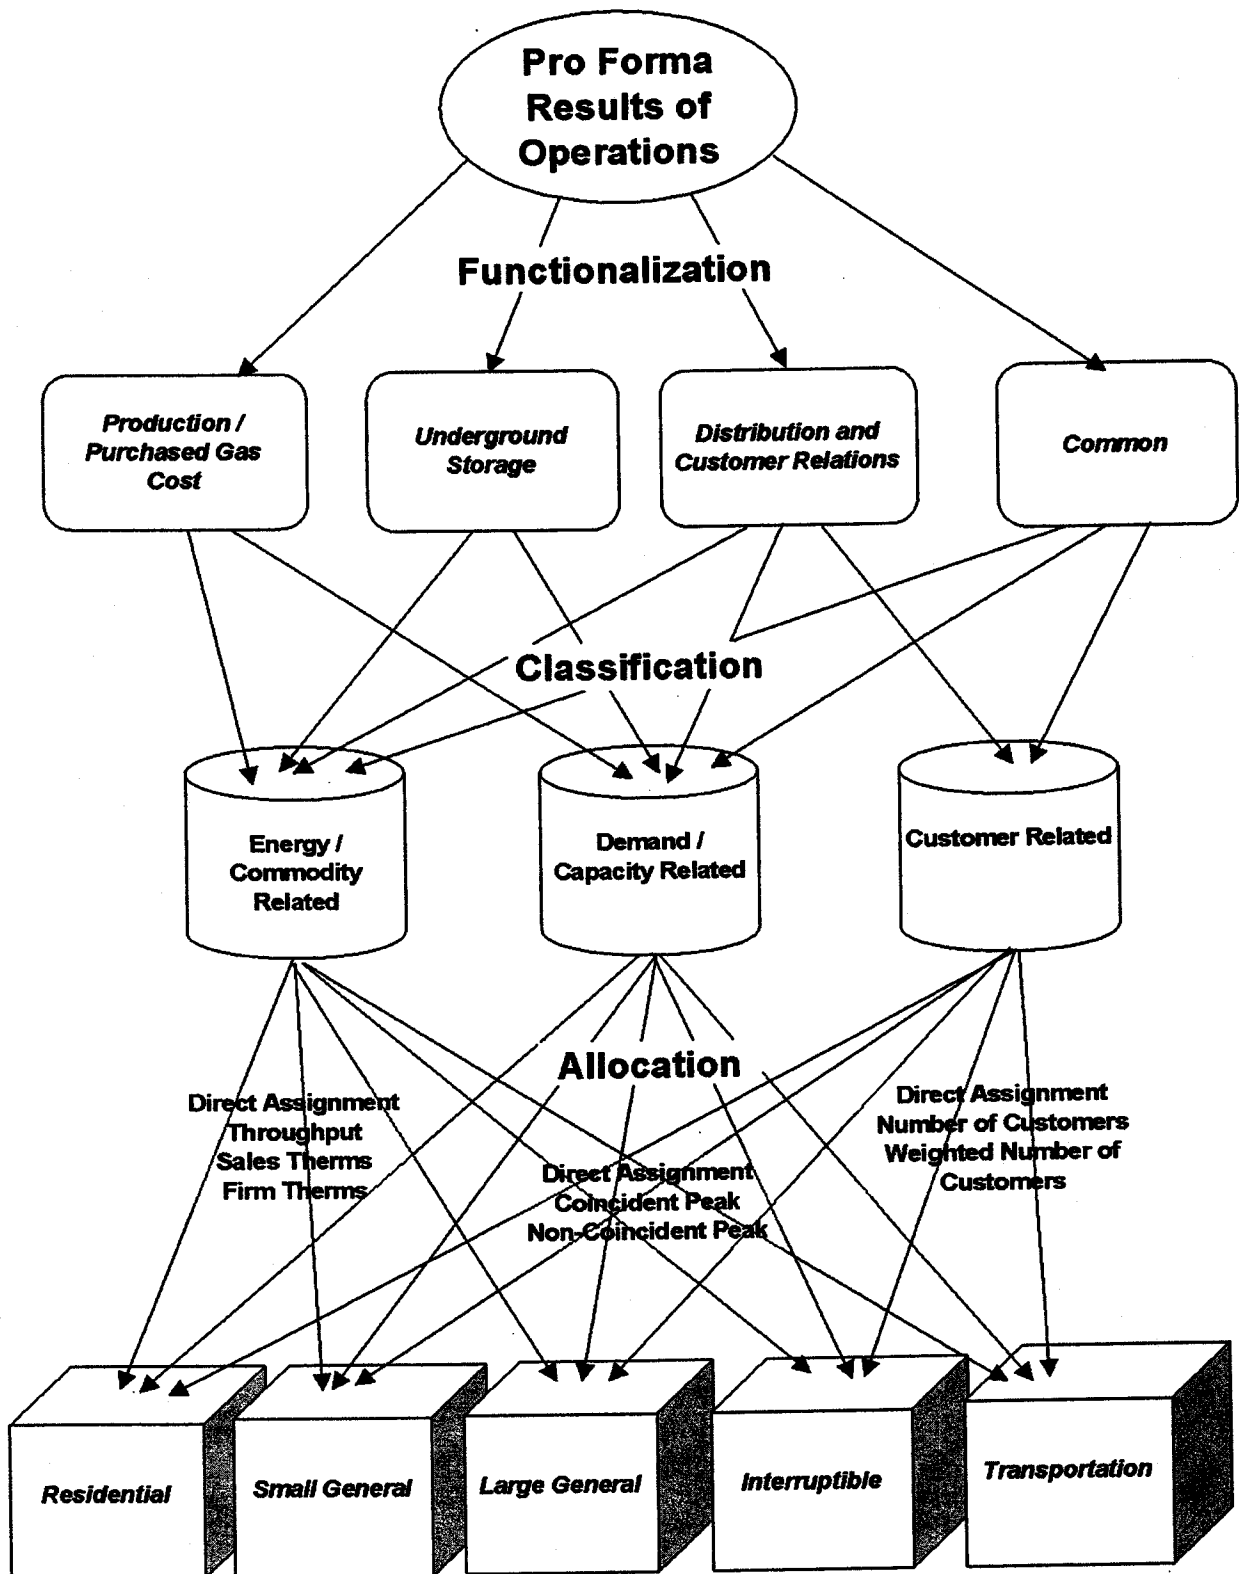 Pro Forma
Results of
Operations
Functionalization
Production /
Purchased Gas
Cost
Underground
Storage
Distribution and
Customer Relations
Common
Classification
Energy /
Commodity
Related
Demand /
Capacity Related
Customer Related
Allocation
Direct Assignment
Throughput
Sales Therms
Firm Therms
Direct Assignment
Coincident Peak
Non-Coincident Peak
Direct Assignment
Number of Customers
Weighted Number of
Customers
Residential
Small General
Large General
Interruptible
Transportation